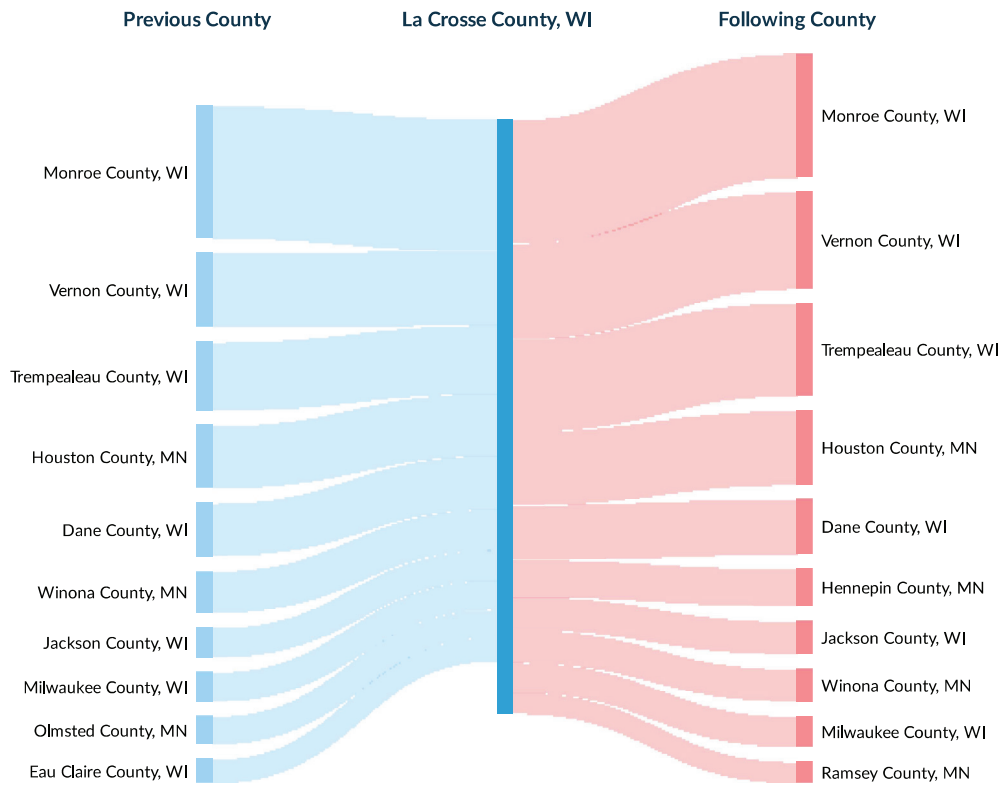 Previous County
La Crosse County, WI
Following County
Monroe County, WI
Vernon County, WI
Trempealeau County, WI
Houston County, MN
Dane County, WI
Winona County, MN
Jackson County, WI
Milwaukee County, WI
Olmsted County, MN
Eau Claire County, WI
Monroe County, WI
Vernon County, WI
Trempealeau County, WI
Houston County, MN
Dane County, WI
Hennepin County, MN
Jackson County, WI
Winona County, MN
Milwaukee County, WI
Ramsey County, MN